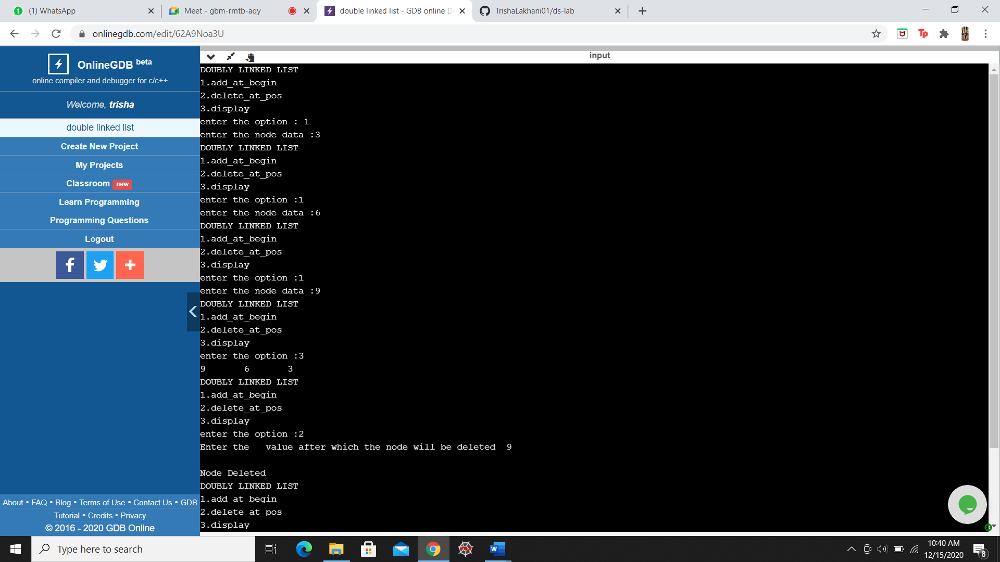 (1) WhatsApp
Meet - gbm-rmtb-aqy
double linked list - GDB online D
TrishaLakhani01/ds-lab
onlinegdb.com/edit/62A9Noa3U
Tp
OnlineGDB beta
online compiler and debugger for c/c++
Welcome, trisha
double linked list
Create New Project
My Projects
Classroom new
Learn Programming
Programming Questions
Logout
About • FAQ • Blog • Terms of Use • Contact Us • GDB
Tutorial • Credits • Privacy
© 2016 - 2020 GDB Online
input
DOUBLY LINKED LIST
1.add_at_begin
2.delete_at_pos
3.display
enter the option : 1
enter the node data :3
DOUBLY LINKED LIST
1.add_at_begin
2.delete_at_pos
3.display
enter the option :1
enter the node data :6
DOUBLY LINKED LIST
1.add_at_begin
2.delete_at_pos
3.display
enter the option :1
enter the node data :9
DOUBLY LINKED LIST
1.add_at_begin
2.delete_at_pos
3.display
enter the option :3
9 6 3
DOUBLY LINKED LIST
1.add_at_begin
2.delete_at_pos
3.display
enter the option :2
Enter the   value after which the node will be deleted  9
Node Deleted
DOUBLY LINKED LIST
1.add_at_begin
2.delete_at_pos
3.display
Type here to search
10:40 AM
12/15/2020
8